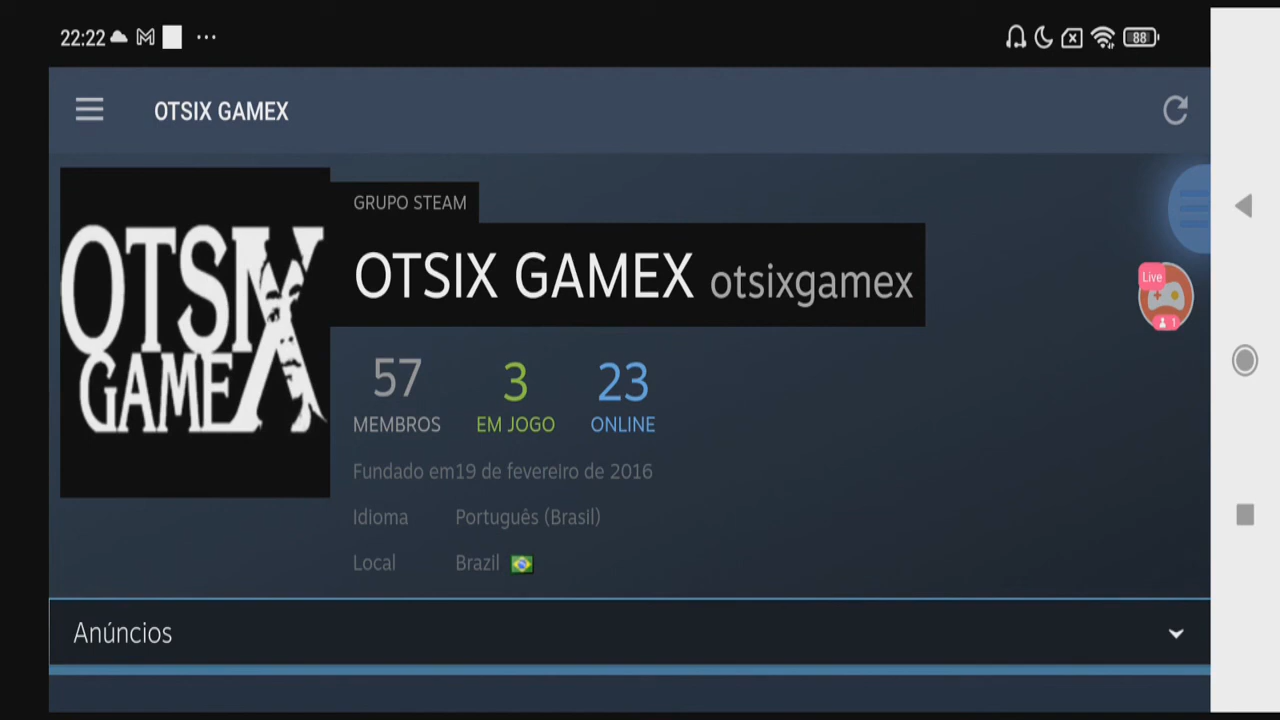 22:22
88
OTSIX GAMEX
OTSIX
GAMEX
GRUPO STEAM
OTSIX GAMEX otsixgamex
Live
1
57 3 23
MEMBROS EM JOGO ONLINE
Fundado em19 de fevereiro de 2016
Idioma Português (Brasil)
Local Brazil
Anúncios